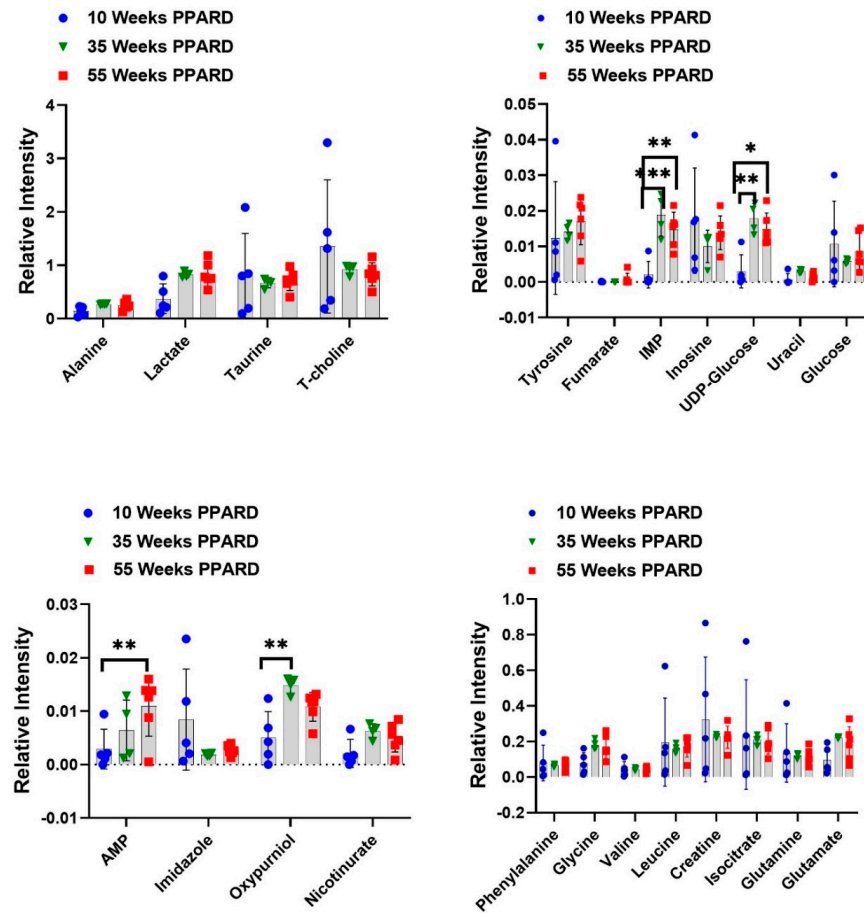 10 Weeks PPARD
35 Weeks PPARD
55 Weeks PPARD
Relative Intensity
4
3
2
1
0
Alanine
Lactate
Taurine
T-choline
10 Weeks PPARD
35 Weeks PPARD
55 Weeks PPARD
Relative Intensity
0.05
0.04
0.03
0.02
0.01
0.00
-0.01
**
***
*
**
Tyrosine
Fumarate
IMP
Inosine
UDP-Glucose
Uracil
Glucose
10 Weeks PPARD
35 Weeks PPARD
55 Weeks PPARD
Relative Intensity
0.03
0.02
0.01
0.00
-0.01
**
**
AMP
Imidazole
Oxypurniol
Nicotinurate
10 Weeks PPARD
35 Weeks PPARD
55 Weeks PPARD
Relative Intensity
1.0
0.8
0.6
0.4
0.2
0.0
-0.2
Phenylalanine
Glycine
Valine
Leucine
Creatine
Isocitrate
Glutamine
Glutamate